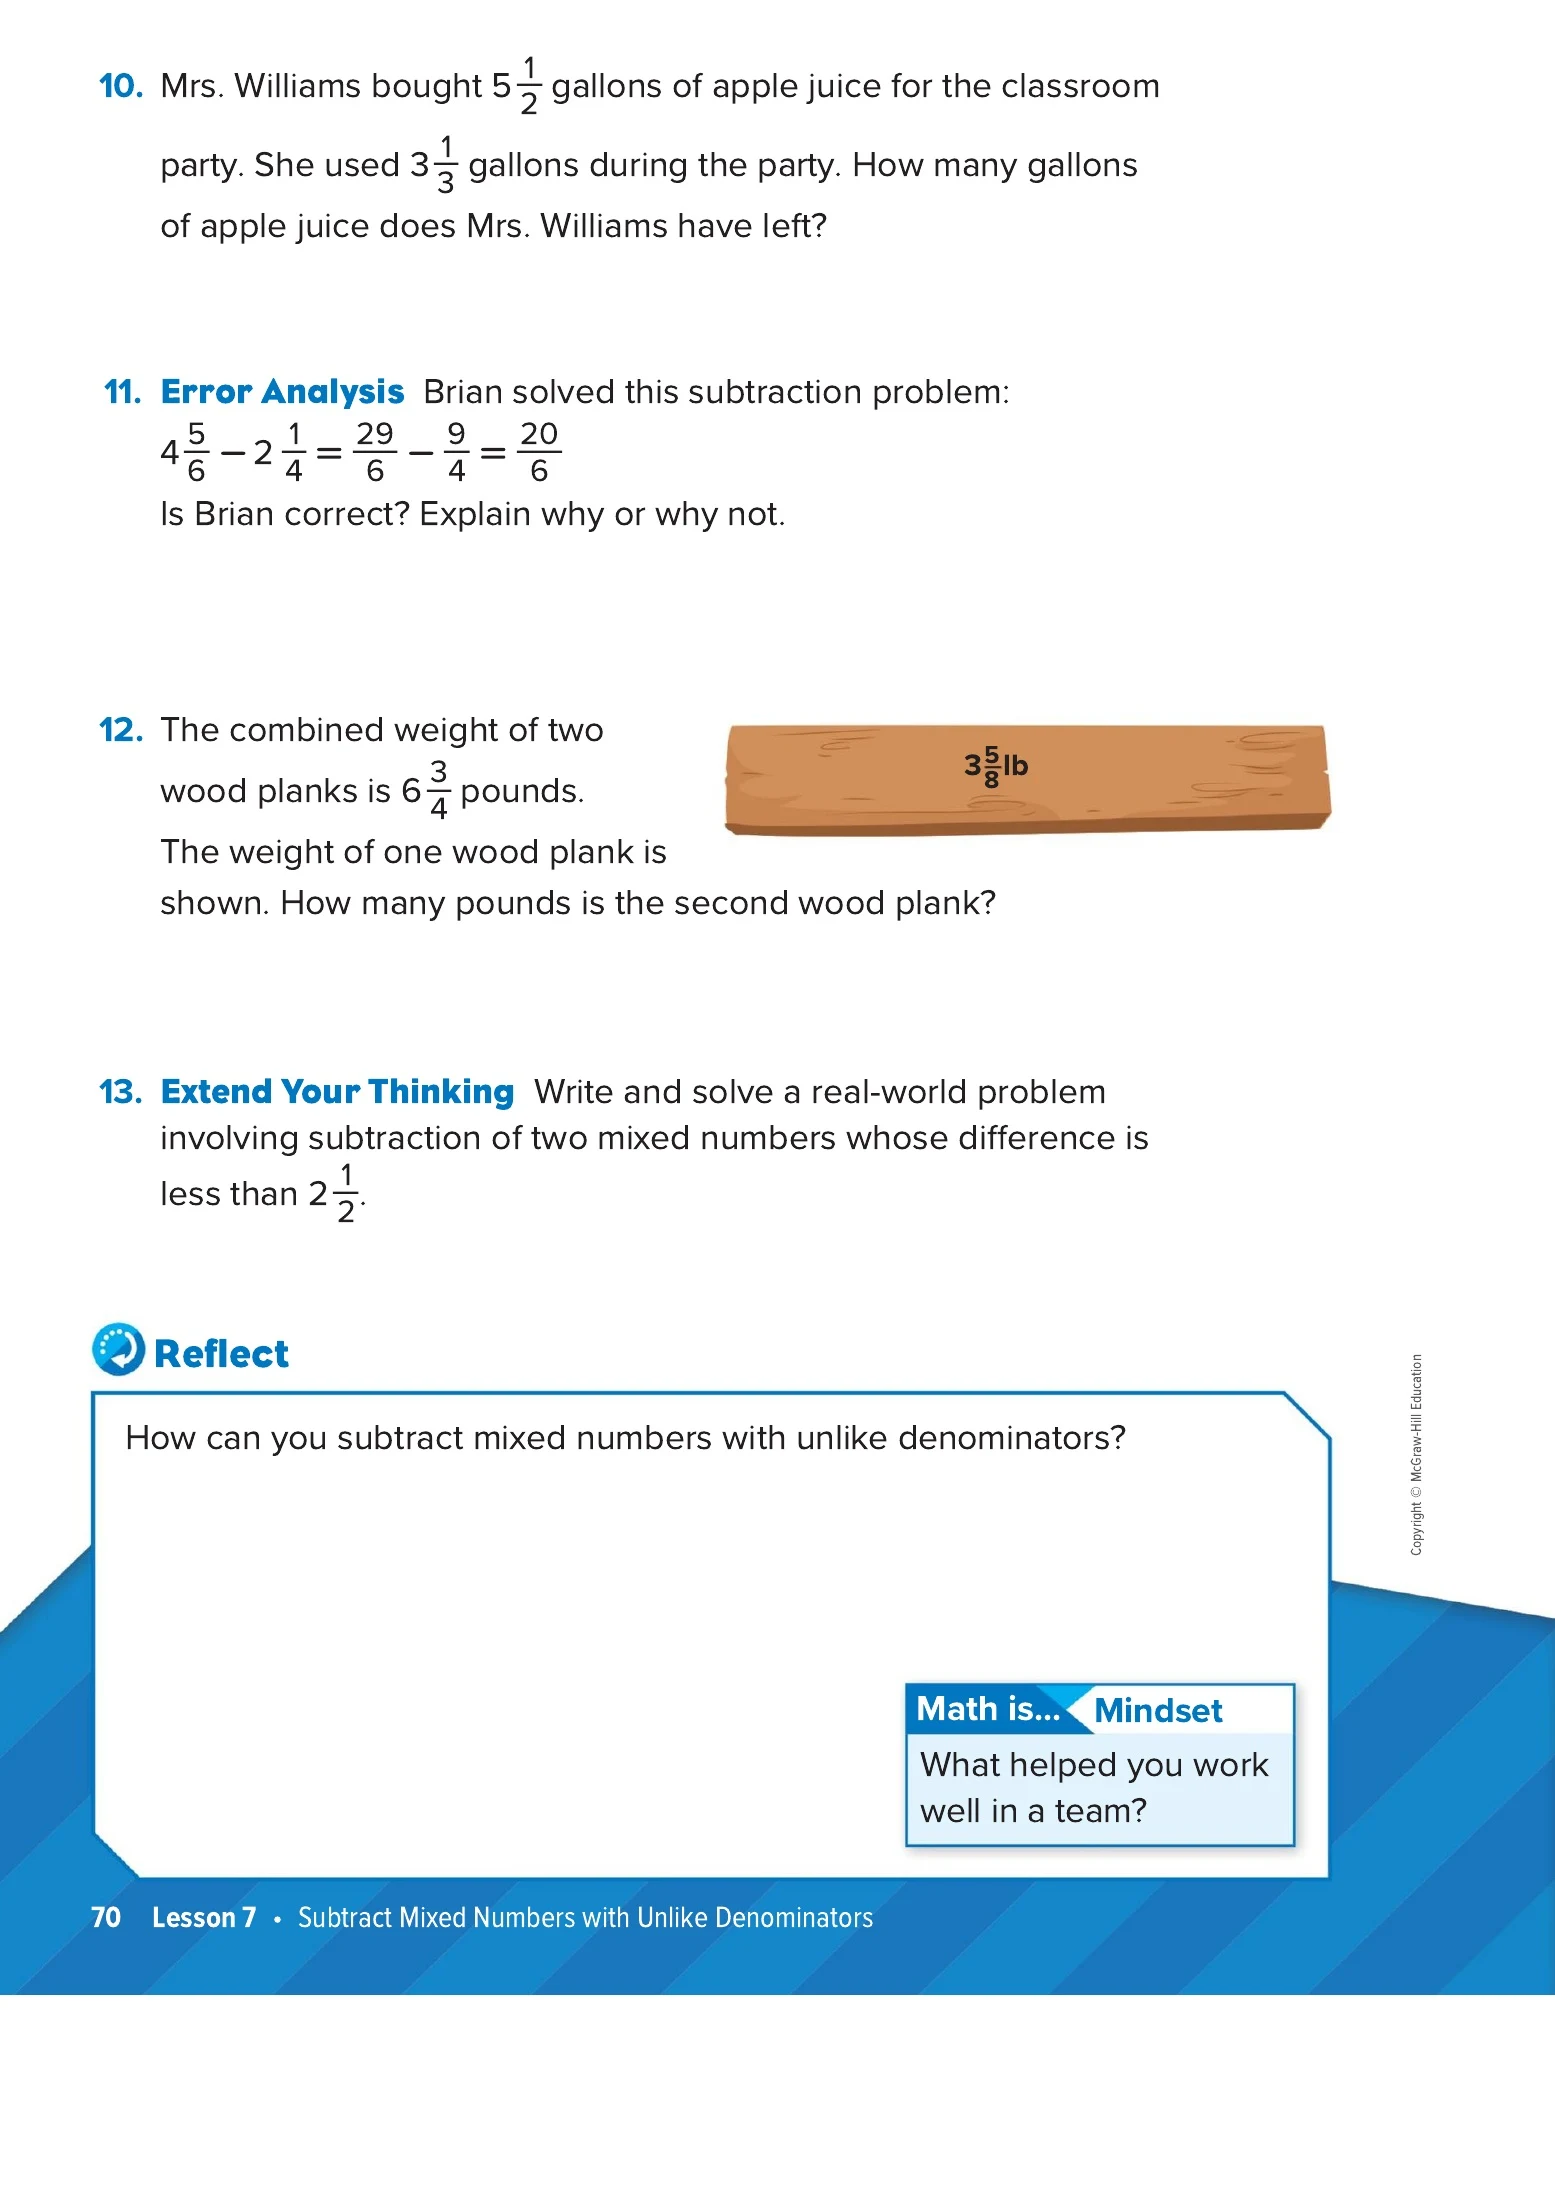 10. Mrs. Williams bought 5 1/2 gallons of apple juice for the classroom
party. She used 3 1/3 gallons during the party. How many gallons
of apple juice does Mrs. Williams have left?
11. Error Analysis Brian solved this subtraction problem:
4 5/6 − 2 1/4 = 29/6 − 9/4 = 20/6
Is Brian correct? Explain why or why not.
12. The combined weight of two
wood planks is 6 3/4 pounds.
The weight of one wood plank is
shown. How many pounds is the second wood plank?
3 5/8 lb
13. Extend Your Thinking Write and solve a real-world problem
involving subtraction of two mixed numbers whose difference is
less than 2 1/2.
Reflect
How can you subtract mixed numbers with unlike denominators?
Math is... Mindset
What helped you work
well in a team?
Copyright © McGraw-Hill Education
70 Lesson 7 • Subtract Mixed Numbers with Unlike Denominators